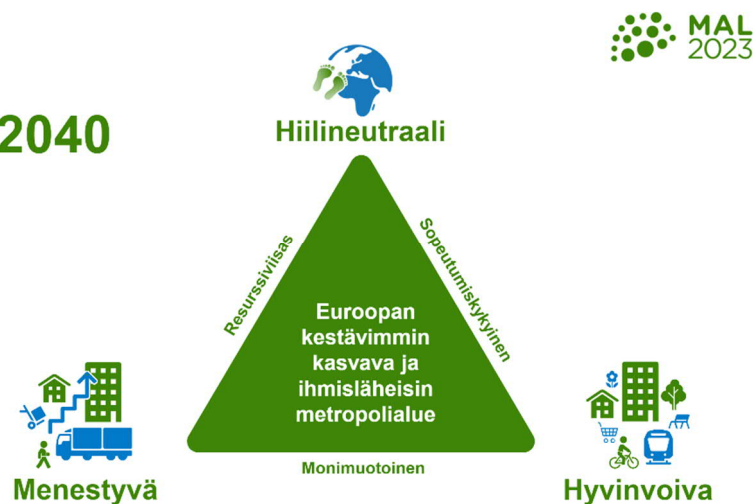 MAL
2023
2040
Hiilineutraali
Resurssiviisas
Sopeutumiskykyinen
Euroopan
kestävimmin
kasvava ja
ihmisläheisin
metropolialue
Monimuotoinen
Menestyvä
Hyvinvoiva